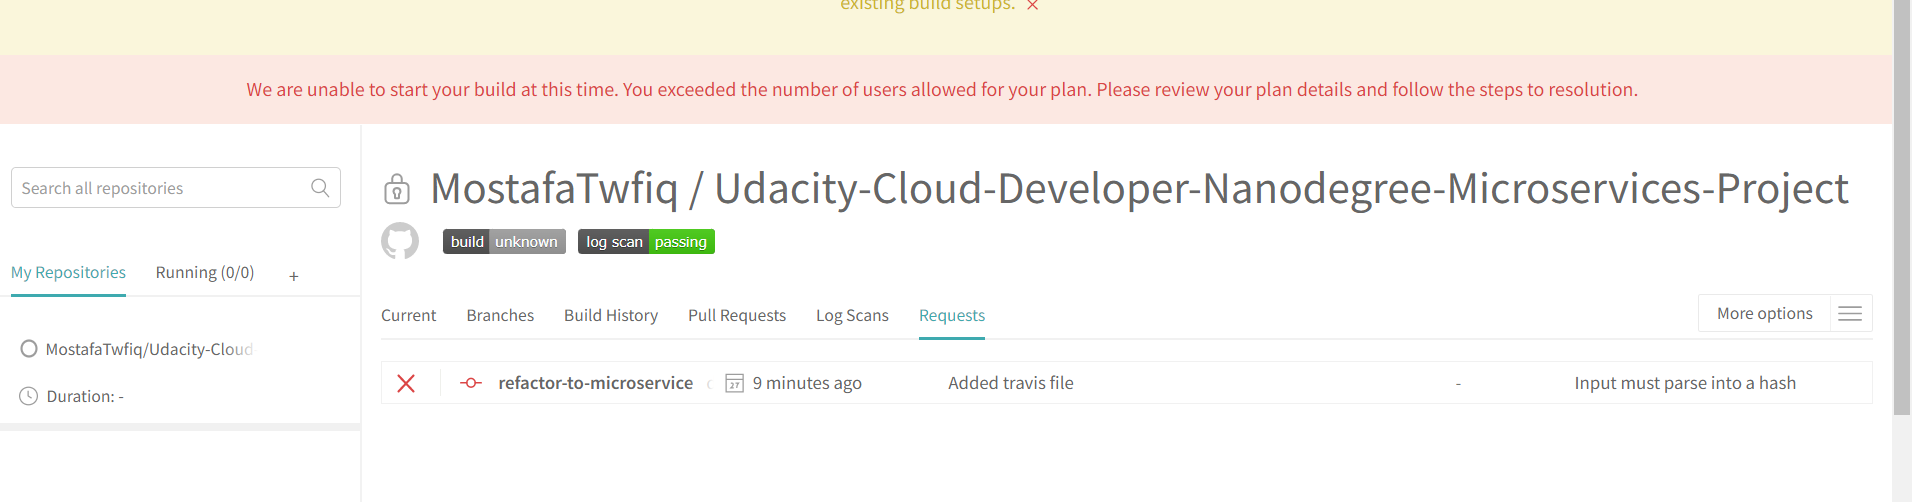 existing build setups.
We are unable to start your build at this time. You exceeded the number of users allowed for your plan. Please review your plan details and follow the steps to resolution.
Search all repositories
MostafaTwfiq / Udacity-Cloud-Developer-Nanodegree-Microservices-Project
build unknown log scan passing
My Repositories Running (0/0) +
Current Branches Build History Pull Requests Log Scans Requests More options
MostafaTwfiq/Udacity-Cloud
refactor-to-microservice 27 9 minutes ago Added travis file - Input must parse into a hash
Duration: -